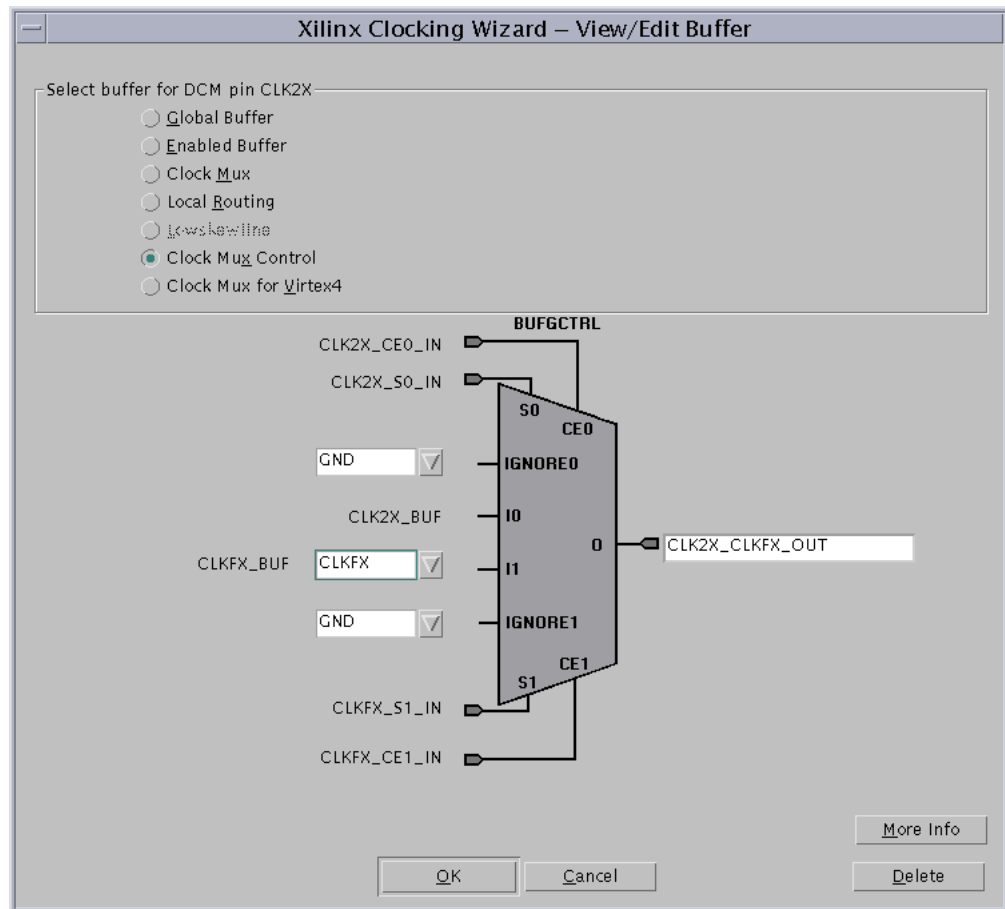 Xilinx Clocking Wizard – View/Edit Buffer
Select buffer for DCM pin CLK2X
Global Buffer
Enabled Buffer
Clock Mux
Local Routing
Lowskewline
Clock Mux Control
Clock Mux for Virtex4
BUFGCTRL
CLK2X_CE0_IN
CLK2X_S0_IN
S0
CE0
GND
IGNORE0
CLK2X_BUF
I0
O
CLK2X_CLKFX_OUT
CLKFX_BUF
CLKFX
I1
GND
IGNORE1
CE1
S1
CLKFX_S1_IN
CLKFX_CE1_IN
More Info
OK
Cancel
Delete